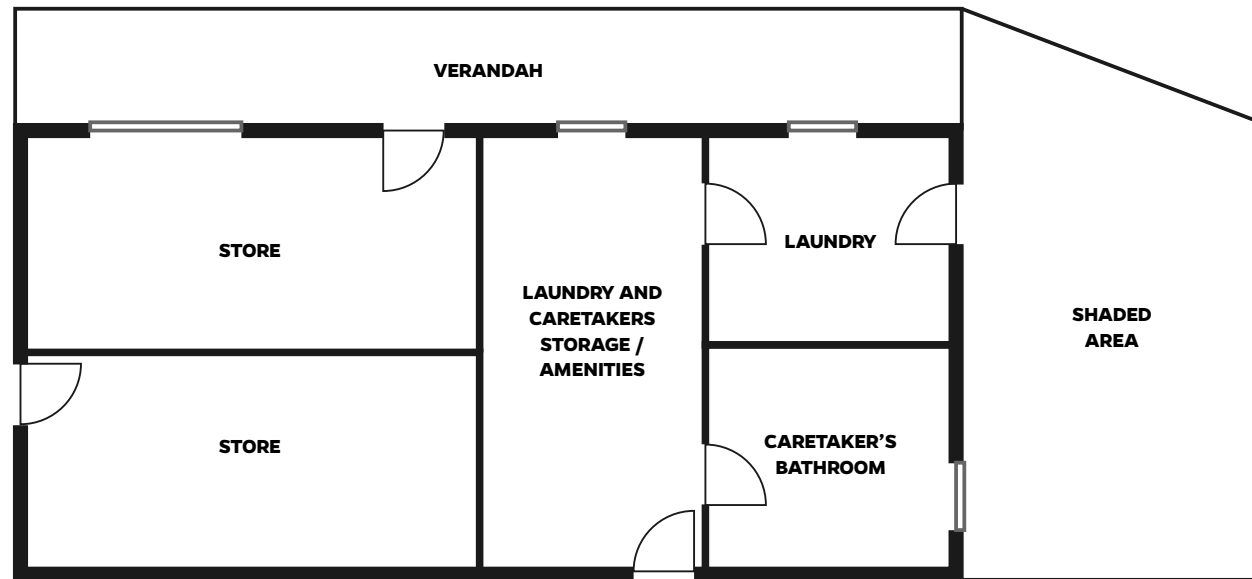 VERANDAH
STORE
LAUNDRY
LAUNDRY AND
CARETAKERS
STORAGE /
AMENITIES
SHADED
AREA
STORE
CARETAKER’S
BATHROOM